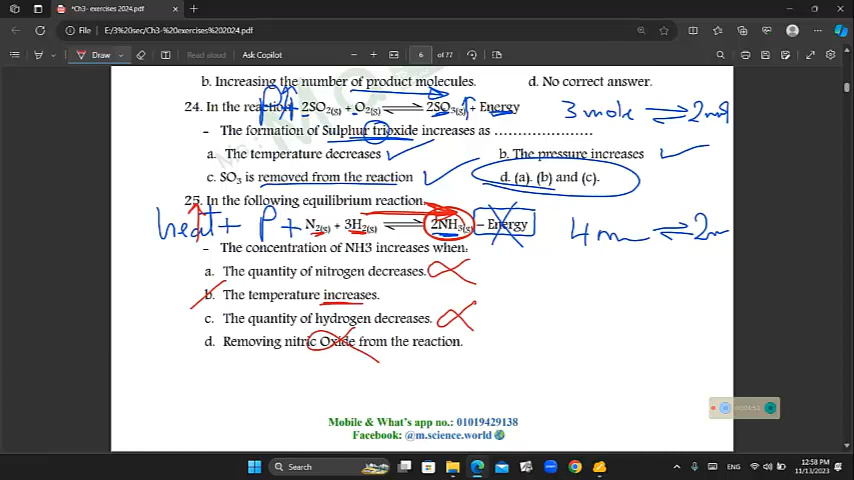 *Ch3- exercises 2024.pdf
File E:/3 sec/Ch3-%20exercises%202024.pdf
Draw Read aloud Ask Copilot 6 of 77
b. Increasing the number of product molecules. d. No correct answer.
24. In the reaction 2SO2(g) + O2(g) ⇌ 2SO3(g) + Energy 3 mole ⇌ 2mol
P↑
- The formation of Sulphur trioxide increases as ............................
a. The temperature decreases b. The pressure increases
c. SO3 is removed from the reaction d. (a). (b) and (c).
25. In the following equilibrium reaction.
heat + P + N2(g) + 3H2(g) ⇌ 2NH3(g) – Energy 4 m ⇌ 2m
- The concentration of NH3 increases when:
a. The quantity of nitrogen decreases.
b. The temperature increases.
c. The quantity of hydrogen decreases.
d. Removing nitric Oxide from the reaction.
Mobile & What's app no.: 01019429138
Facebook: @m.science.world
Search ENG 12:58 PM
11/13/2023